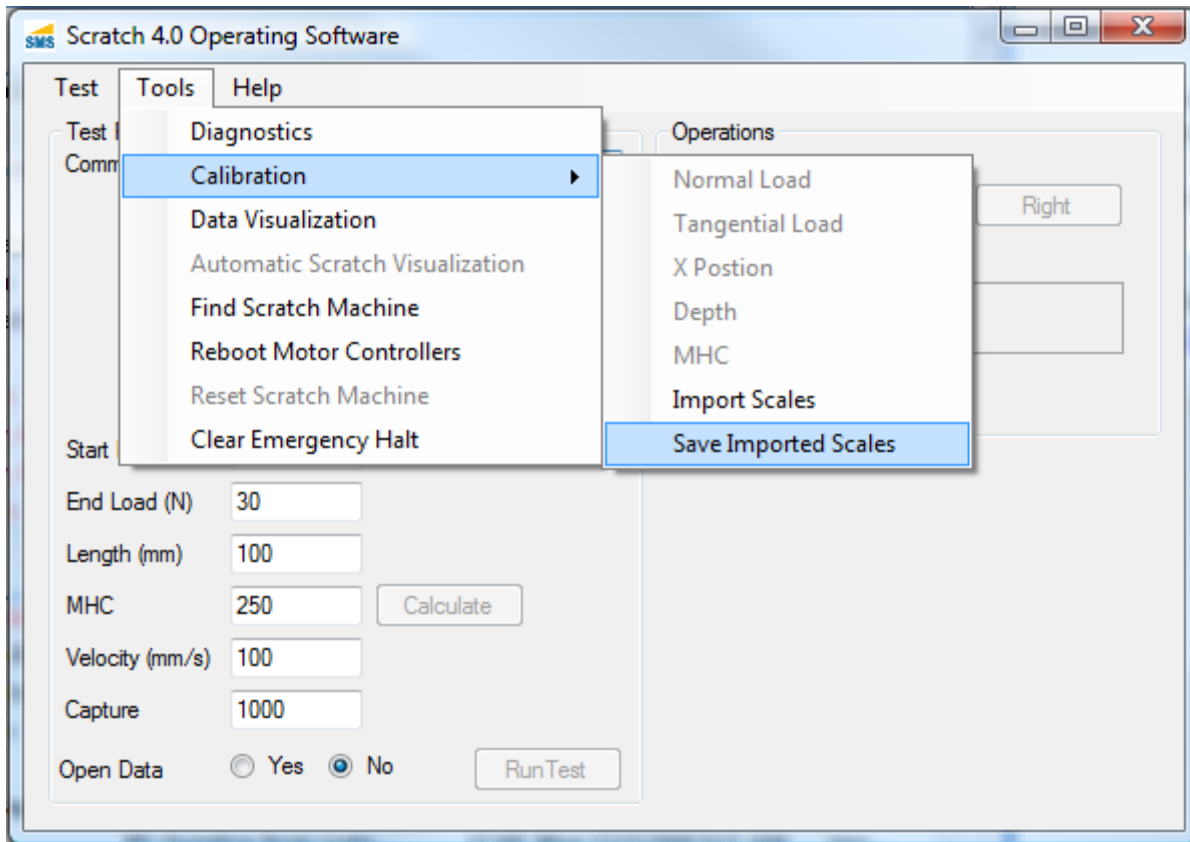 SMS Scratch 4.0 Operating Software
Test Tools Help
Test
Comm
Diagnostics
Calibration
Data Visualization
Automatic Scratch Visualization
Find Scratch Machine
Reboot Motor Controllers
Reset Scratch Machine
Clear Emergency Halt
Operations
Normal Load
Tangential Load
X Postion
Depth
MHC
Import Scales
Save Imported Scales
Right
Start
End Load (N) 30
Length (mm) 100
MHC 250 Calculate
Velocity (mm/s) 100
Capture 1000
Open Data Yes No RunTest